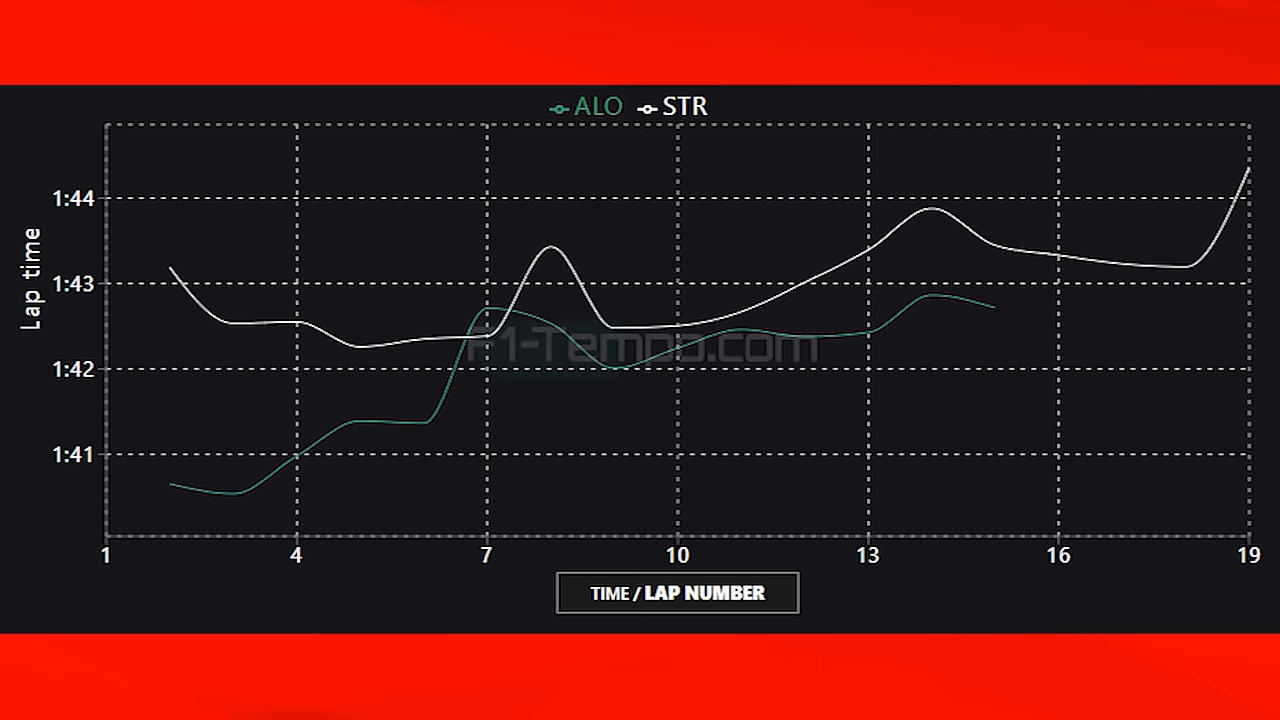 ALO STR
1:44
1:43
1:42
1:41
Lap time
F1-Tempo.com
1 4 7 10 13 16 19
TIME / LAP NUMBER